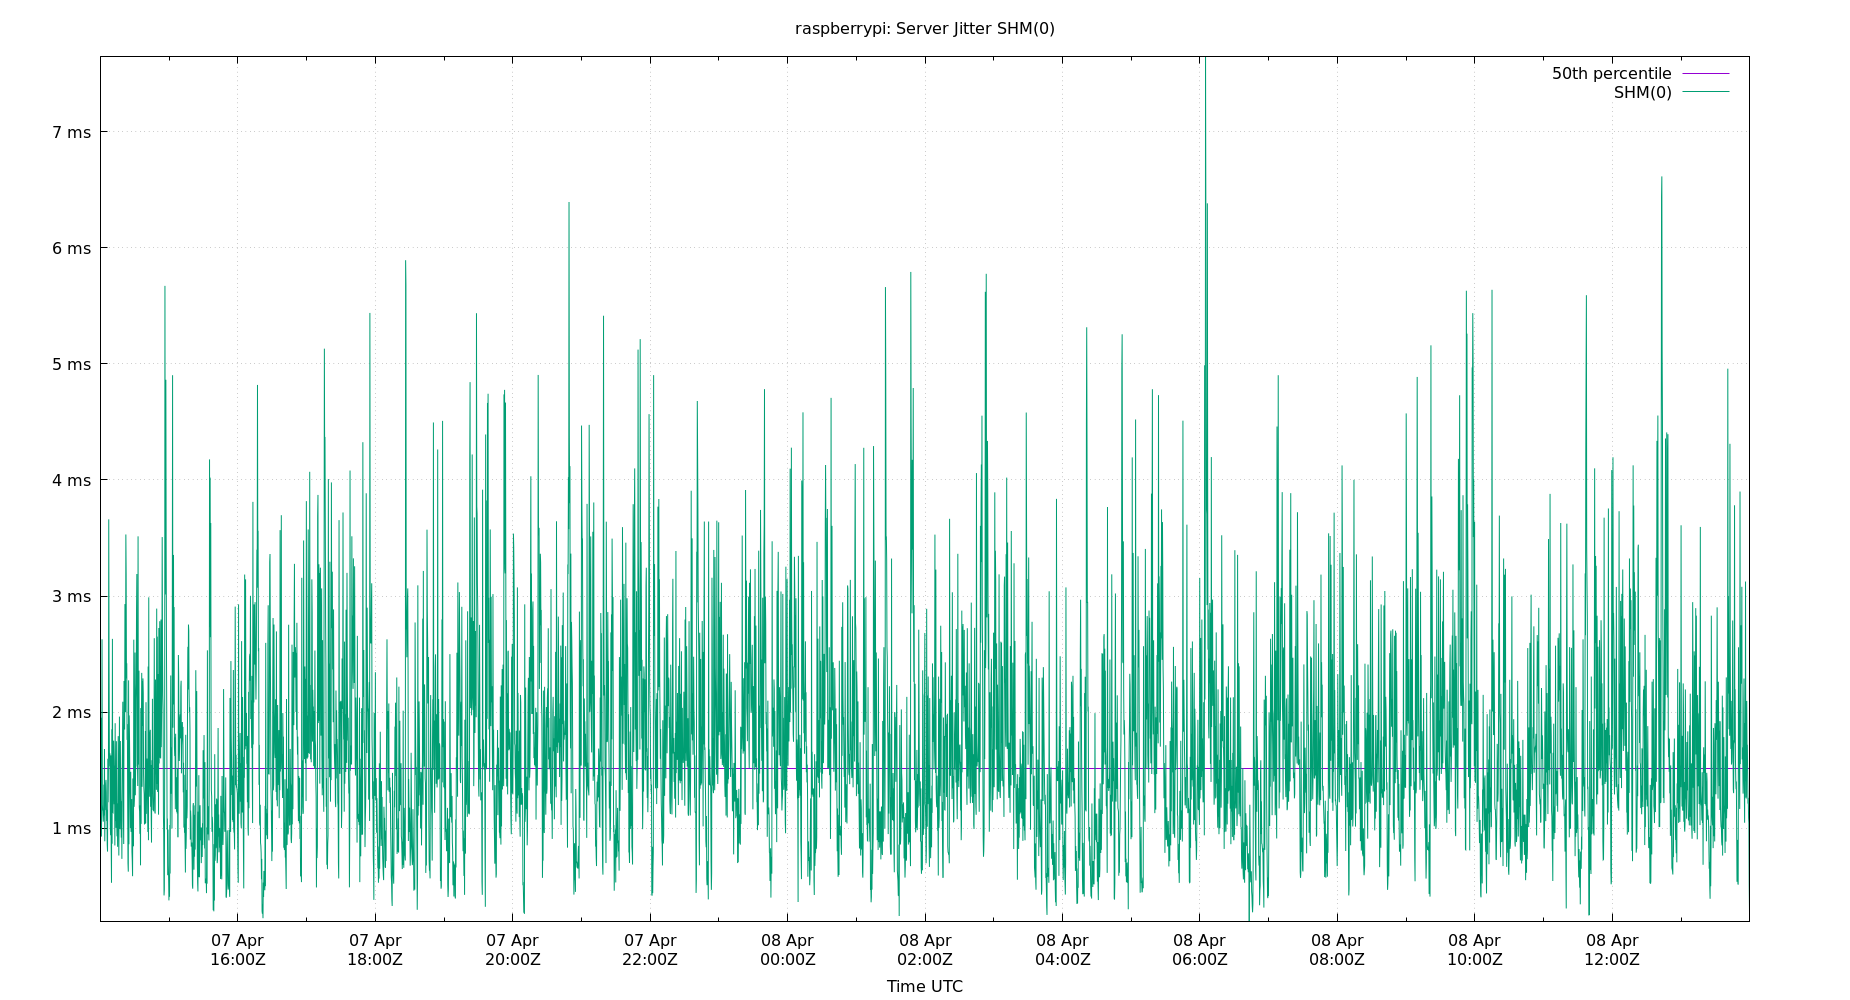 raspberrypi: Server Jitter SHM(0)
50th percentile
SHM(0)
7 ms
6 ms
5 ms
4 ms
3 ms
2 ms
1 ms
07 Apr 07 Apr 07 Apr 07 Apr 08 Apr 08 Apr 08 Apr 08 Apr 08 Apr 08 Apr 08 Apr
16:00Z 18:00Z 20:00Z 22:00Z 00:00Z 02:00Z 04:00Z 06:00Z 08:00Z 10:00Z 12:00Z
Time UTC